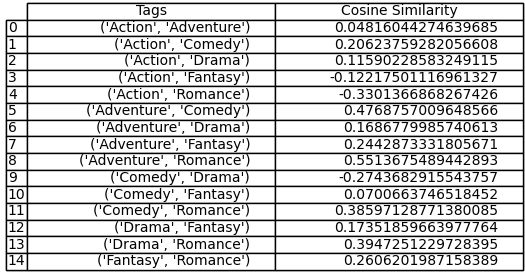 Tags Cosine Similarity
0 ('Action', 'Adventure') 0.04816044274639685
1 ('Action', 'Comedy') 0.20623759282056608
2 ('Action', 'Drama') 0.11590228583249115
3 ('Action', 'Fantasy') -0.12217501116961327
4 ('Action', 'Romance') -0.3301366868267426
5 ('Adventure', 'Comedy') 0.4768757009648566
6 ('Adventure', 'Drama') 0.1686779985740613
7 ('Adventure', 'Fantasy') 0.2442873331805671
8 ('Adventure', 'Romance') 0.5513675489442893
9 ('Comedy', 'Drama') -0.2743682915543757
10 ('Comedy', 'Fantasy') 0.0700663746518452
11 ('Comedy', 'Romance') 0.38597128771380085
12 ('Drama', 'Fantasy') 0.17351859663977764
13 ('Drama', 'Romance') 0.3947251229728395
14 ('Fantasy', 'Romance') 0.2606201987158389